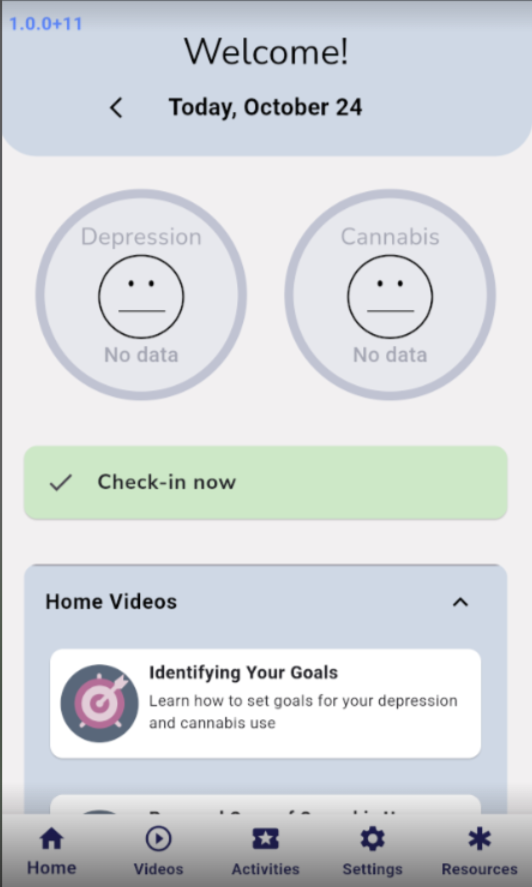 1.0.0+11
Welcome!
Today, October 24
Depression
No data
Cannabis
No data
Check-in now
Home Videos
Identifying Your Goals
Learn how to set goals for your depression
and cannabis use
Home
Videos
Activities
Settings
Resources